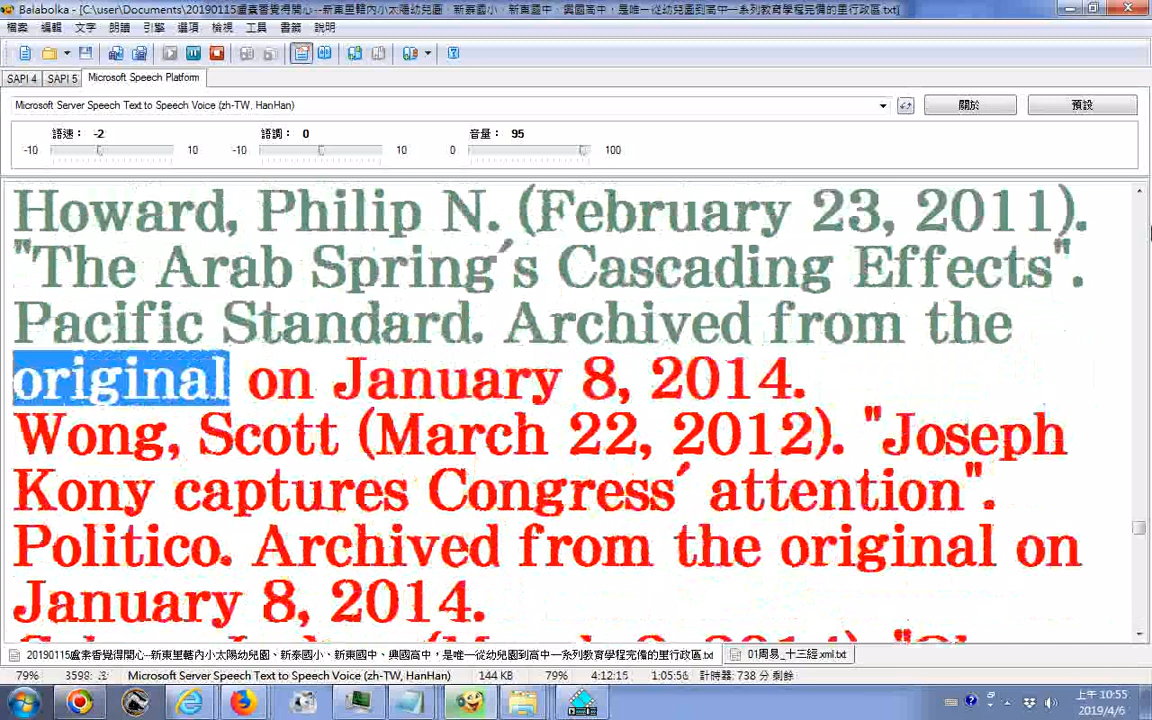 Balabolka - [C:\user\Documents\20190115盧素香覺得開心--新東里轄內小太陽幼兒園、新泰國小、新東國中、興國高中，是唯一從幼兒園到高中一系列教育學程完備的里行政區.txt]
檔案 編輯 文字 朗讀 引擎 選項 檢視 工具 書籤 說明
SAPI 4 SAPI 5 Microsoft Speech Platform
Microsoft Server Speech Text to Speech Voice (zh-TW, HanHan) 關於 預設
語速： -2 語調： 0 音量： 95
-10 10 -10 10 0 100
Howard, Philip N. (February 23, 2011).
"The Arab Spring´s Cascading Effects".
Pacific Standard. Archived from the
original on January 8, 2014.
Wong, Scott (March 22, 2012). "Joseph
Kony captures Congress´ attention".
Politico. Archived from the original on
January 8, 2014.
20190115盧素香覺得開心--新東里轄內小太陽幼兒園、新泰國小、新東國中、興國高中，是唯一從幼兒園到高中一系列教育學程完備的里行政區.txt 01周易_十三經.xml.txt
79% 3598: Microsoft Server Speech Text to Speech Voice (zh-TW, HanHan) 144 KB 79% 4:12:15 1:05:56 計時器: 738 分 剩餘
上午 10:55
2019/4/6